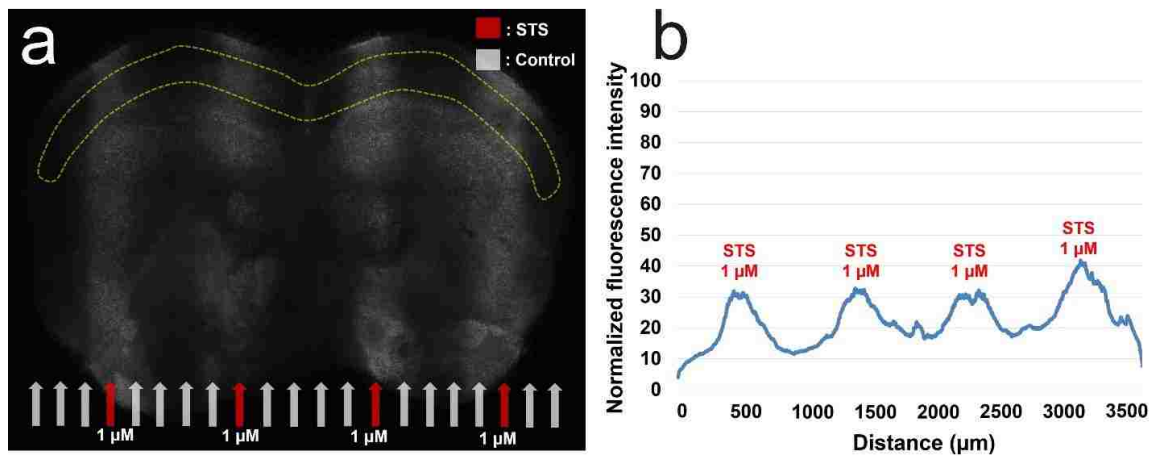 a
: STS
: Control
1 µM
1 µM
1 µM
1 µM
b
Normalized fluorescence intensity
100
90
80
70
60
50
40
30
20
10
0
STS
1 µM
STS
1 µM
STS
1 µM
STS
1 µM
0
500
1000
1500
2000
2500
3000
3500
Distance (µm)